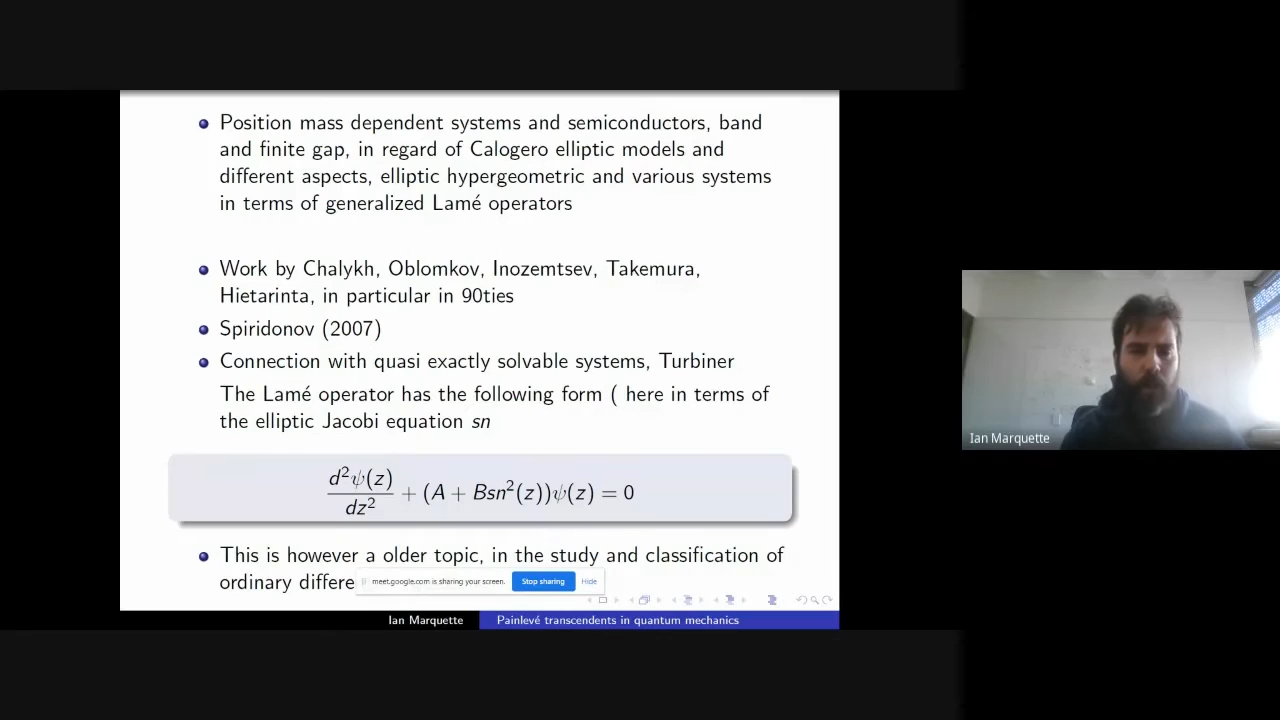 Position mass dependent systems and semiconductors, band
and finite gap, in regard of Calogero elliptic models and
different aspects, elliptic hypergeometric and various systems
in terms of generalized Lamé operators
Work by Chalykh, Oblomkov, Inozemtsev, Takemura,
Hietarinta, in particular in 90ties
Spiridonov (2007)
Connection with quasi exactly solvable systems, Turbiner
The Lamé operator has the following form ( here in terms of
the elliptic Jacobi equation sn
d²ψ(z)/dz² + (A + Bsn²(z))ψ(z) = 0
This is however a older topic, in the study and classification of
ordinary differe
meet.google.com is sharing your screen. Stop sharing Hide
Ian Marquette Painlevé transcendents in quantum mechanics
Ian Marquette